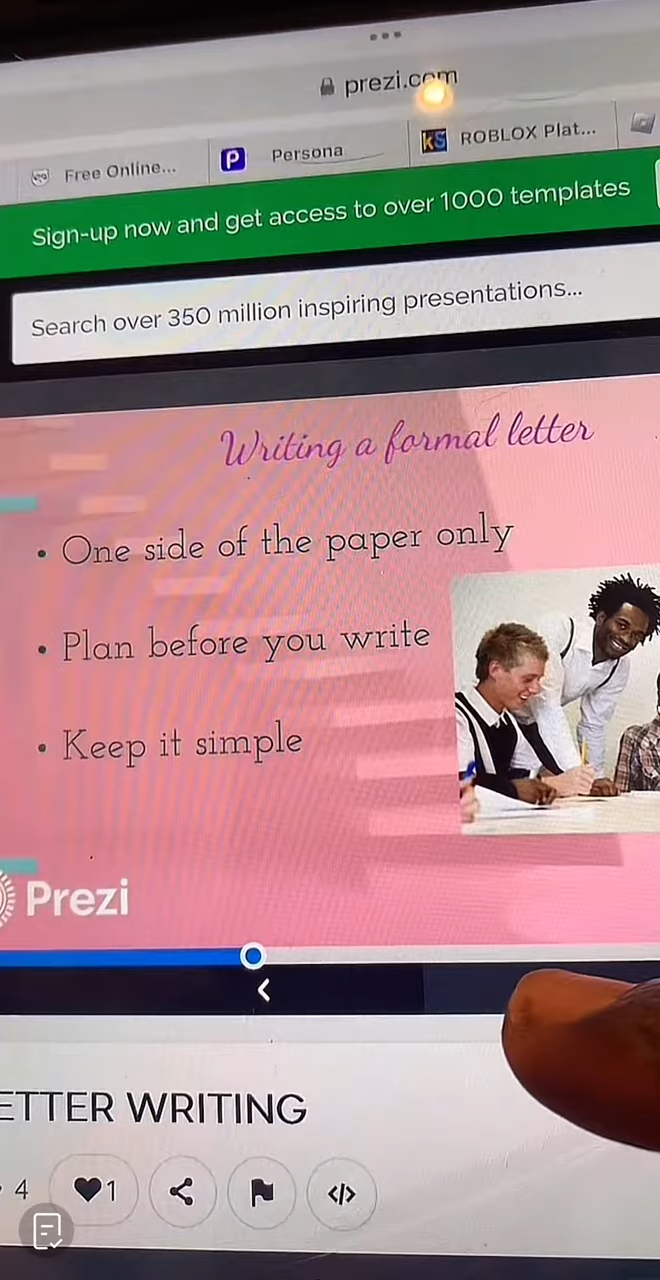 prezi.com
Free Online...
Persona
ROBLOX Plat...
Sign-up now and get access to over 1000 templates
Search over 350 million inspiring presentations...
Writing a formal letter
• One side of the paper only
• Plan before you write
• Keep it simple
Prezi
ETTER WRITING
4
1